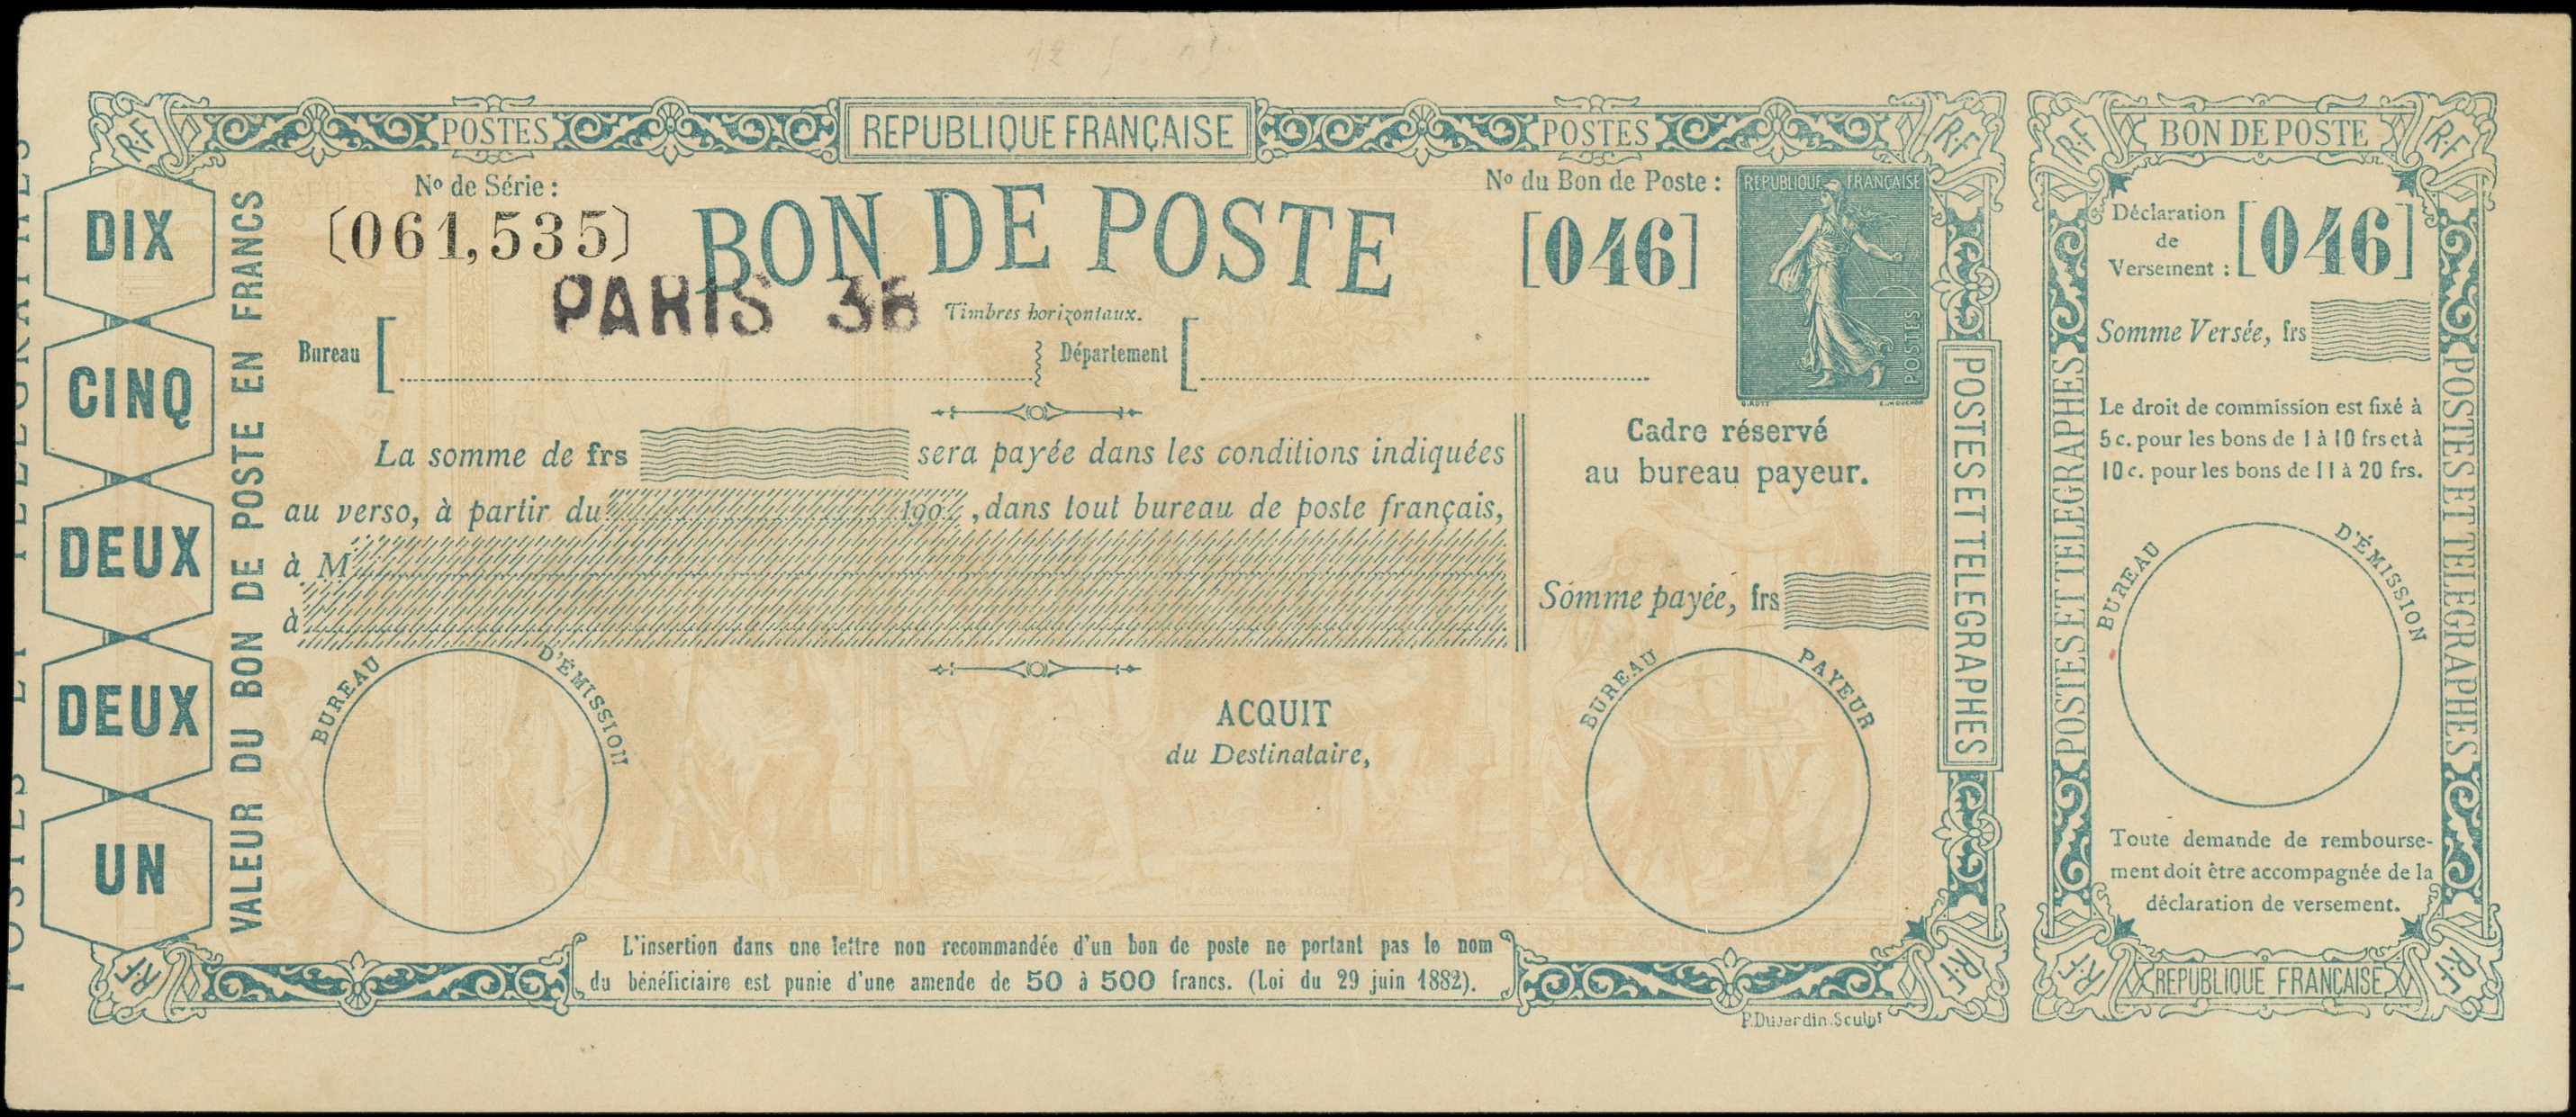 R·F
POSTES
REPUBLIQUE FRANÇAISE
POSTES
R·F
POSTES ET TELEGRAPHES
DIX
CINQ
DEUX
DEUX
UN
VALEUR DU BON DE POSTE EN FRANCS
Nº de Série :
(061,535)
BON DE POSTE
PARIS 36
Timbres horizontaux.
Bureau
Département
Nº du Bon de Poste :
[046]
REPUBLIQUE FRANÇAISE
POSTES
O.ROTY E.MOUCHON
La somme de frs sera payée dans les conditions indiquées
au verso, à partir du 190 , dans tout bureau de poste français,
à M
à
Cadre réservé
au bureau payeur.
Somme payée, frs
BUREAU D'ÉMISSION
ACQUIT
du Destinataire,
BUREAU PAYEUR
POSTES ET TELEGRAPHES
L'insertion dans une lettre non recommandée d'un bon de poste ne portant pas le nom
du bénéficiaire est punie d'une amende de 50 à 500 francs. (Loi du 29 juin 1882).
R·F
R·F
P.Dujardin.Sculpt
R·F
BON DE POSTE
R·F
Déclaration
de
Versement :
[046]
Somme Versée, frs
Le droit de commission est fixé à
5 c. pour les bons de 1 à 10 frs et à
10 c. pour les bons de 11 à 20 frs.
POSTES ET TELEGRAPHES
POSTES ET TELEGRAPHES
BUREAU D'ÉMISSION
Toute demande de rembourse-
ment doit être accompagnée de la
déclaration de versement.
R·F
REPUBLIQUE FRANÇAISE
R·F